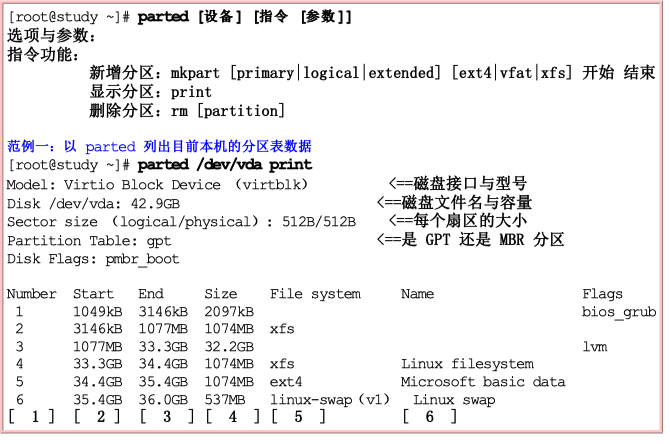 [root@study ~]# parted [设备] [指令 [参数]]
选项与参数：
指令功能：
新增分区：mkpart [primary|logical|extended] [ext4|vfat|xfs] 开始 结束
显示分区：print
删除分区：rm [partition]
范例一：以 parted 列出目前本机的分区表数据
[root@study ~]# parted /dev/vda print
Model: Virtio Block Device （virtblk） <==磁盘接口与型号
Disk /dev/vda: 42.9GB <==磁盘文件名与容量
Sector size （logical/physical）: 512B/512B <==每个扇区的大小
Partition Table: gpt <==是 GPT 还是 MBR 分区
Disk Flags: pmbr_boot
Number Start End Size File system Name Flags
1 1049kB 3146kB 2097kB bios_grub
2 3146kB 1077MB 1074MB xfs
3 1077MB 33.3GB 32.2GB lvm
4 33.3GB 34.4GB 1074MB xfs Linux filesystem
5 34.4GB 35.4GB 1074MB ext4 Microsoft basic data
6 35.4GB 36.0GB 537MB linux-swap（v1） Linux swap
[ 1 ] [ 2 ] [ 3 ] [ 4 ] [ 5 ] [ 6 ]